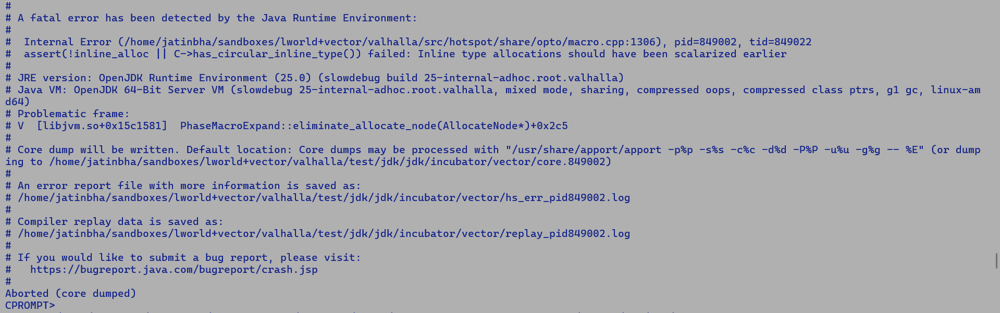 #
# A fatal error has been detected by the Java Runtime Environment:
#
#  Internal Error (/home/jatinbha/sandboxes/lworld+vector/valhalla/src/hotspot/share/opto/macro.cpp:1306), pid=849002, tid=849022
#  assert(!inline_alloc || C->has_circular_inline_type()) failed: Inline type allocations should have been scalarized earlier
#
# JRE version: OpenJDK Runtime Environment (25.0) (slowdebug build 25-internal-adhoc.root.valhalla)
# Java VM: OpenJDK 64-Bit Server VM (slowdebug 25-internal-adhoc.root.valhalla, mixed mode, sharing, compressed oops, compressed class ptrs, g1 gc, linux-am
d64)
# Problematic frame:
# V  [libjvm.so+0x15c1581]  PhaseMacroExpand::eliminate_allocate_node(AllocateNode*)+0x2c5
#
# Core dump will be written. Default location: Core dumps may be processed with "/usr/share/apport/apport -p%p -s%s -c%c -d%d -P%P -u%u -g%g -- %E" (or dump
ing to /home/jatinbha/sandboxes/lworld+vector/valhalla/test/jdk/jdk/incubator/vector/core.849002)
#
# An error report file with more information is saved as:
# /home/jatinbha/sandboxes/lworld+vector/valhalla/test/jdk/jdk/incubator/vector/hs_err_pid849002.log
#
# Compiler replay data is saved as:
# /home/jatinbha/sandboxes/lworld+vector/valhalla/test/jdk/jdk/incubator/vector/replay_pid849002.log
#
# If you would like to submit a bug report, please visit:
#   https://bugreport.java.com/bugreport/crash.jsp
#
Aborted (core dumped)
CPROMPT>